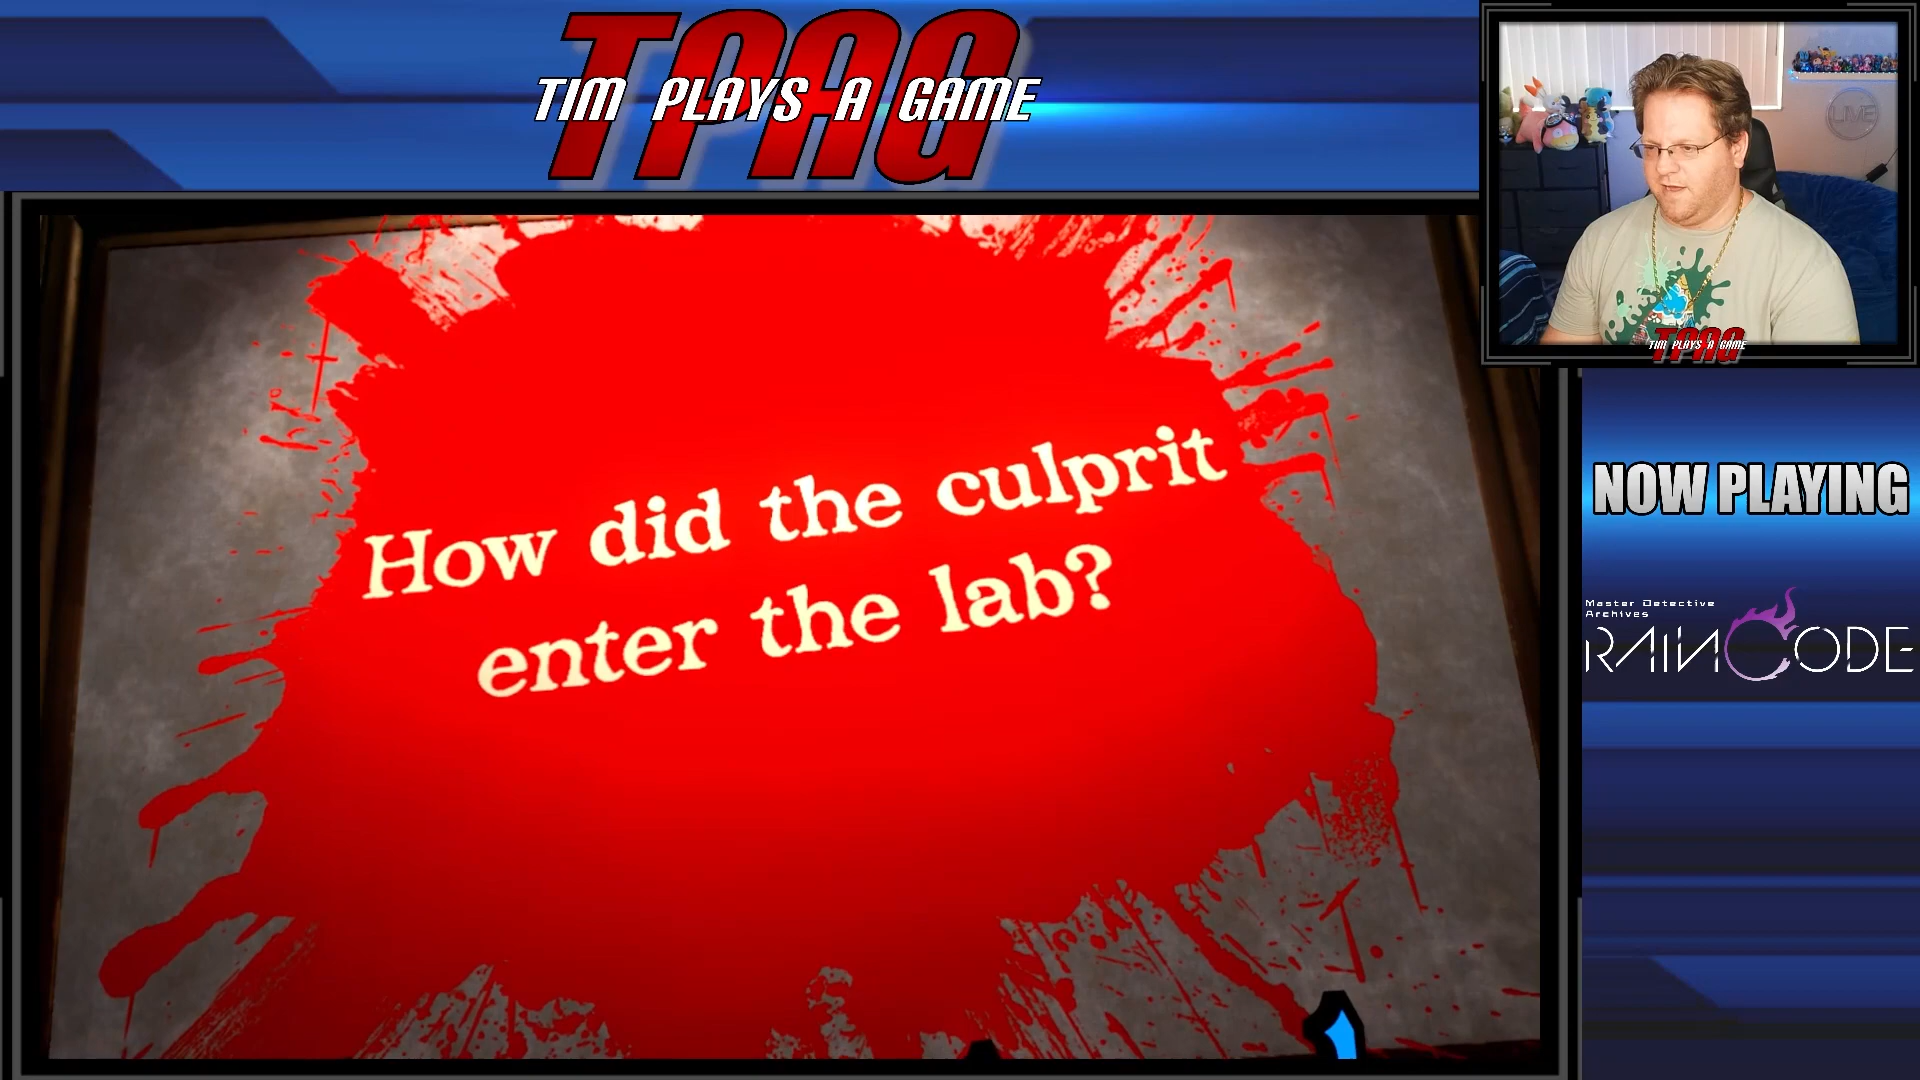 TPAG
TIM PLAYS A GAME
LIVE
TPAG
TIM PLAYS A GAME
How did the culprit
enter the lab?
NOW PLAYING
Master Detective
Archives
RAINCODE